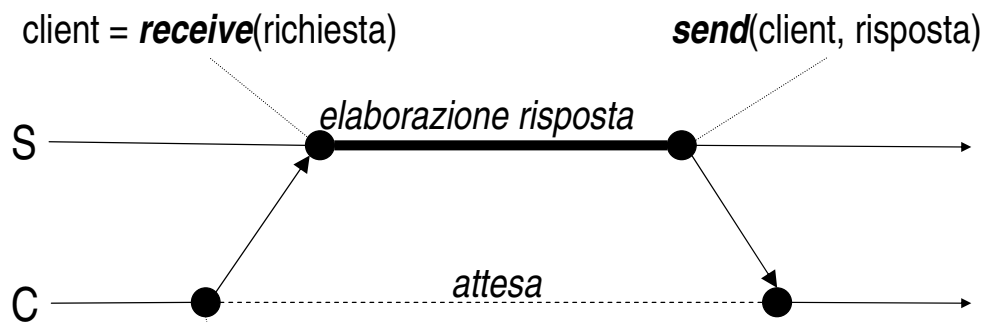 client = receive(richiesta)
send(client, risposta)
elaborazione risposta
S
attesa
C